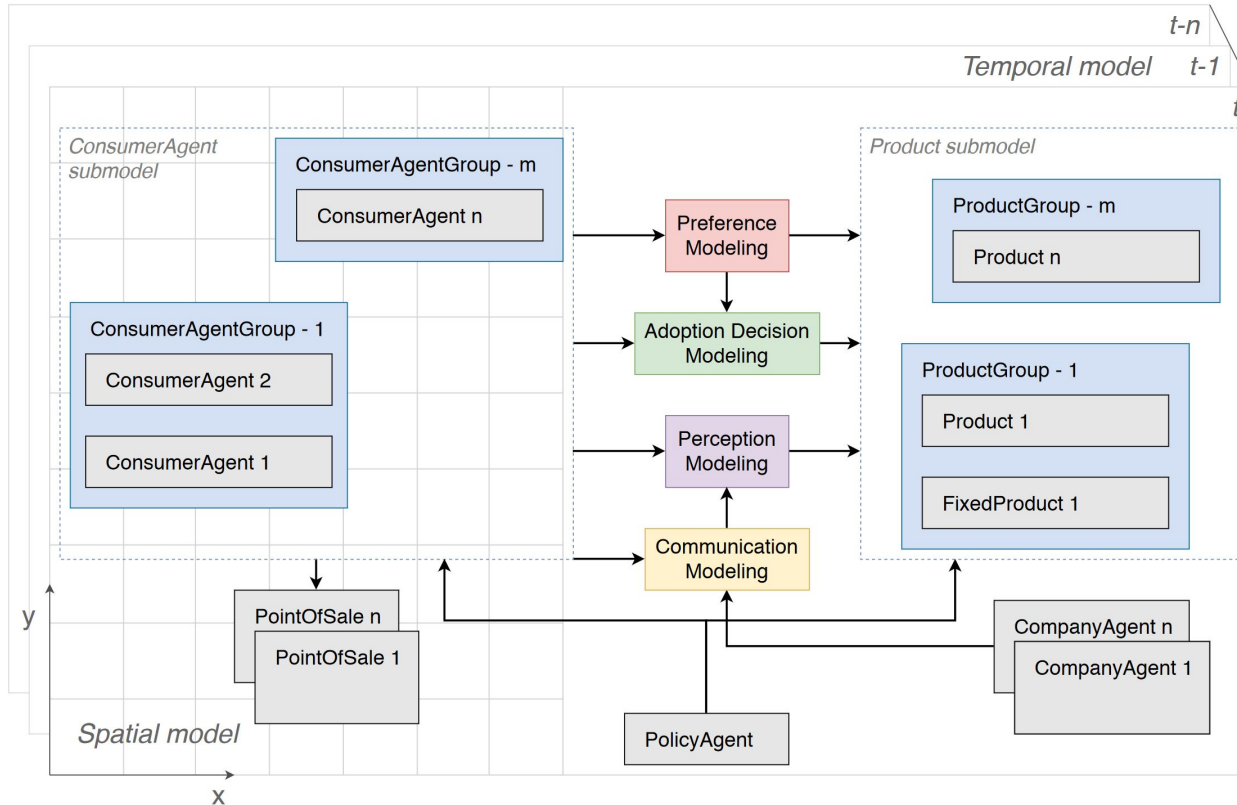 t-n
Temporal model t-1
t
ConsumerAgent
submodel
ConsumerAgentGroup - m
ConsumerAgent n
ConsumerAgentGroup - 1
ConsumerAgent 2
ConsumerAgent 1
Preference
Modeling
Adoption Decision
Modeling
Perception
Modeling
Communication
Modeling
Product submodel
ProductGroup - m
Product n
ProductGroup - 1
Product 1
FixedProduct 1
y
PointOfSale n
PointOfSale 1
CompanyAgent n
CompanyAgent 1
PolicyAgent
Spatial model
x